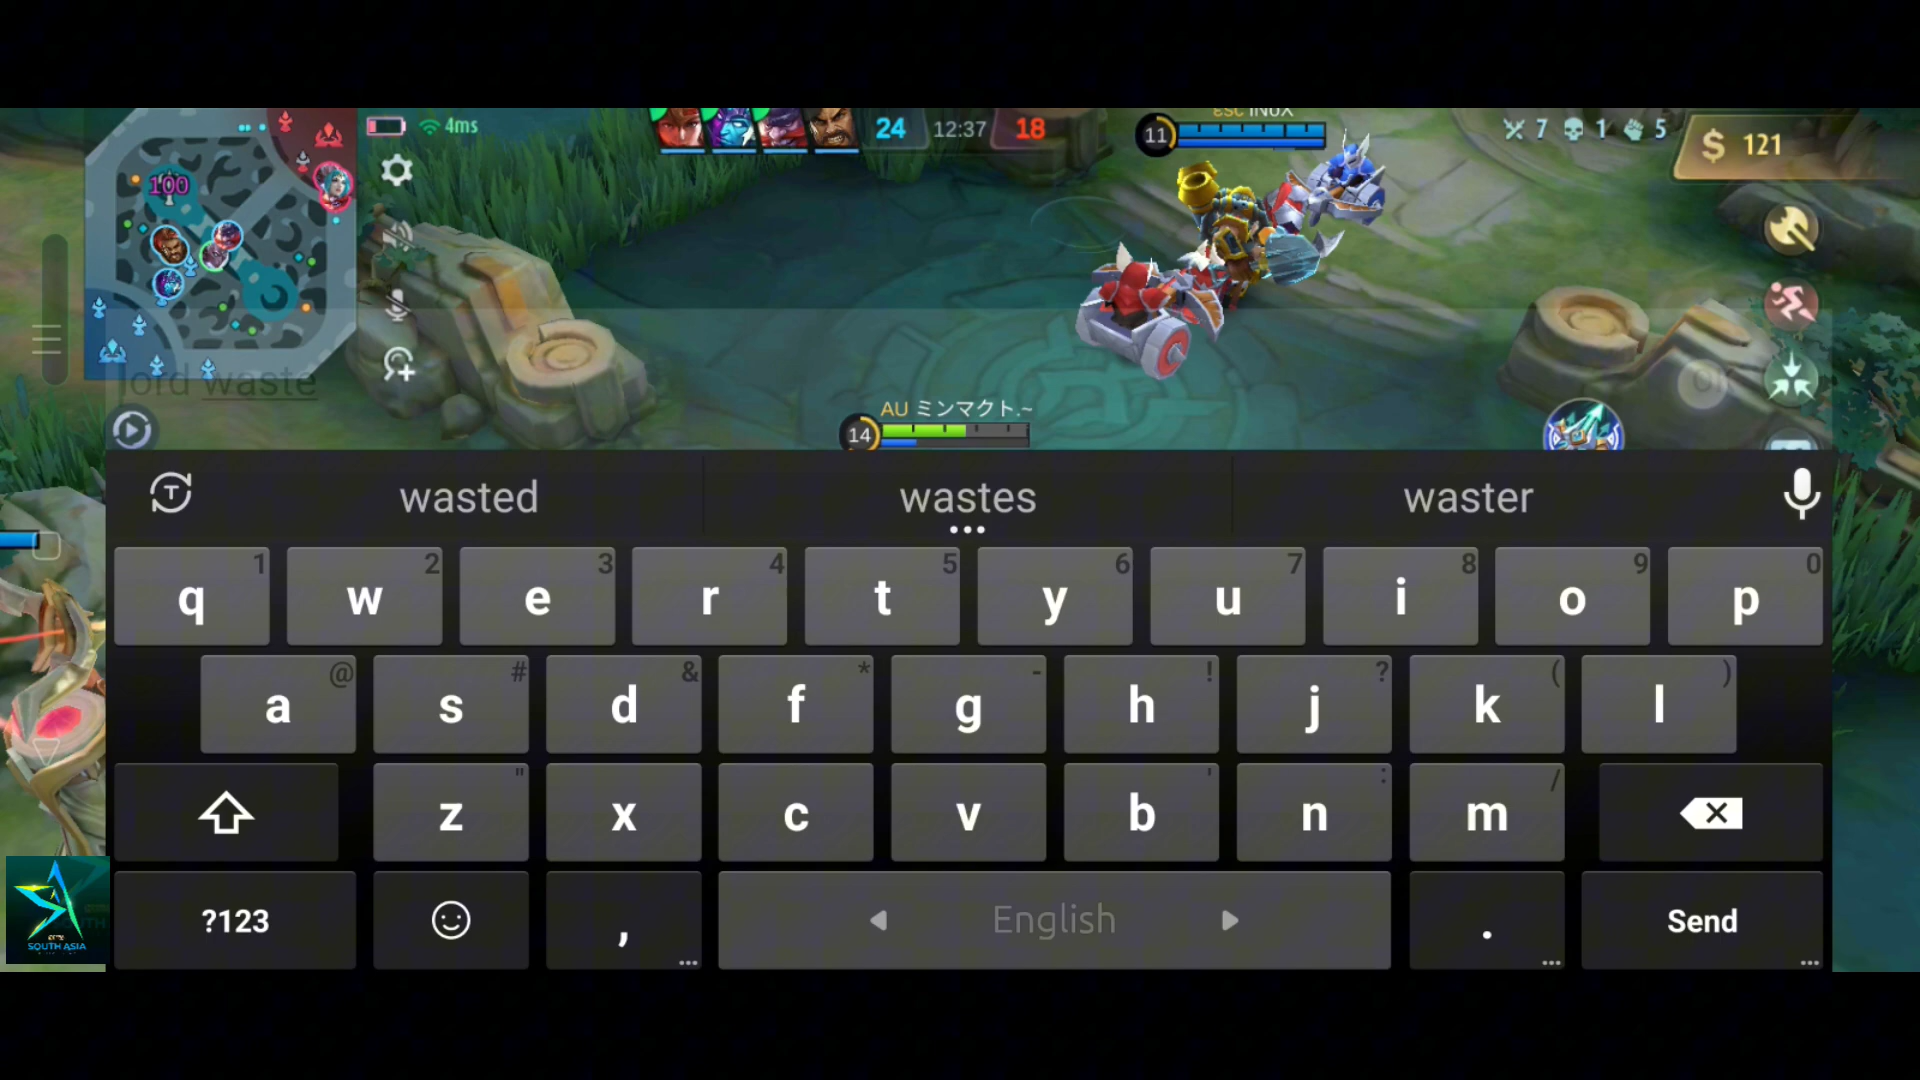 4ms
24 12:37 18
11
ESC INUX
7 1 5
$ 121
100
lord waste
AU ミンマクト.~
14
wasted wastes waster
q 1 w 2 e 3 r 4 t 5 y 6 u 7 i 8 o 9 p 0
a @ s # d & f * g - h ! j ? k ( l )
z " x c v b ' n : m /
?123 , English . Send
SOUTH ASIA